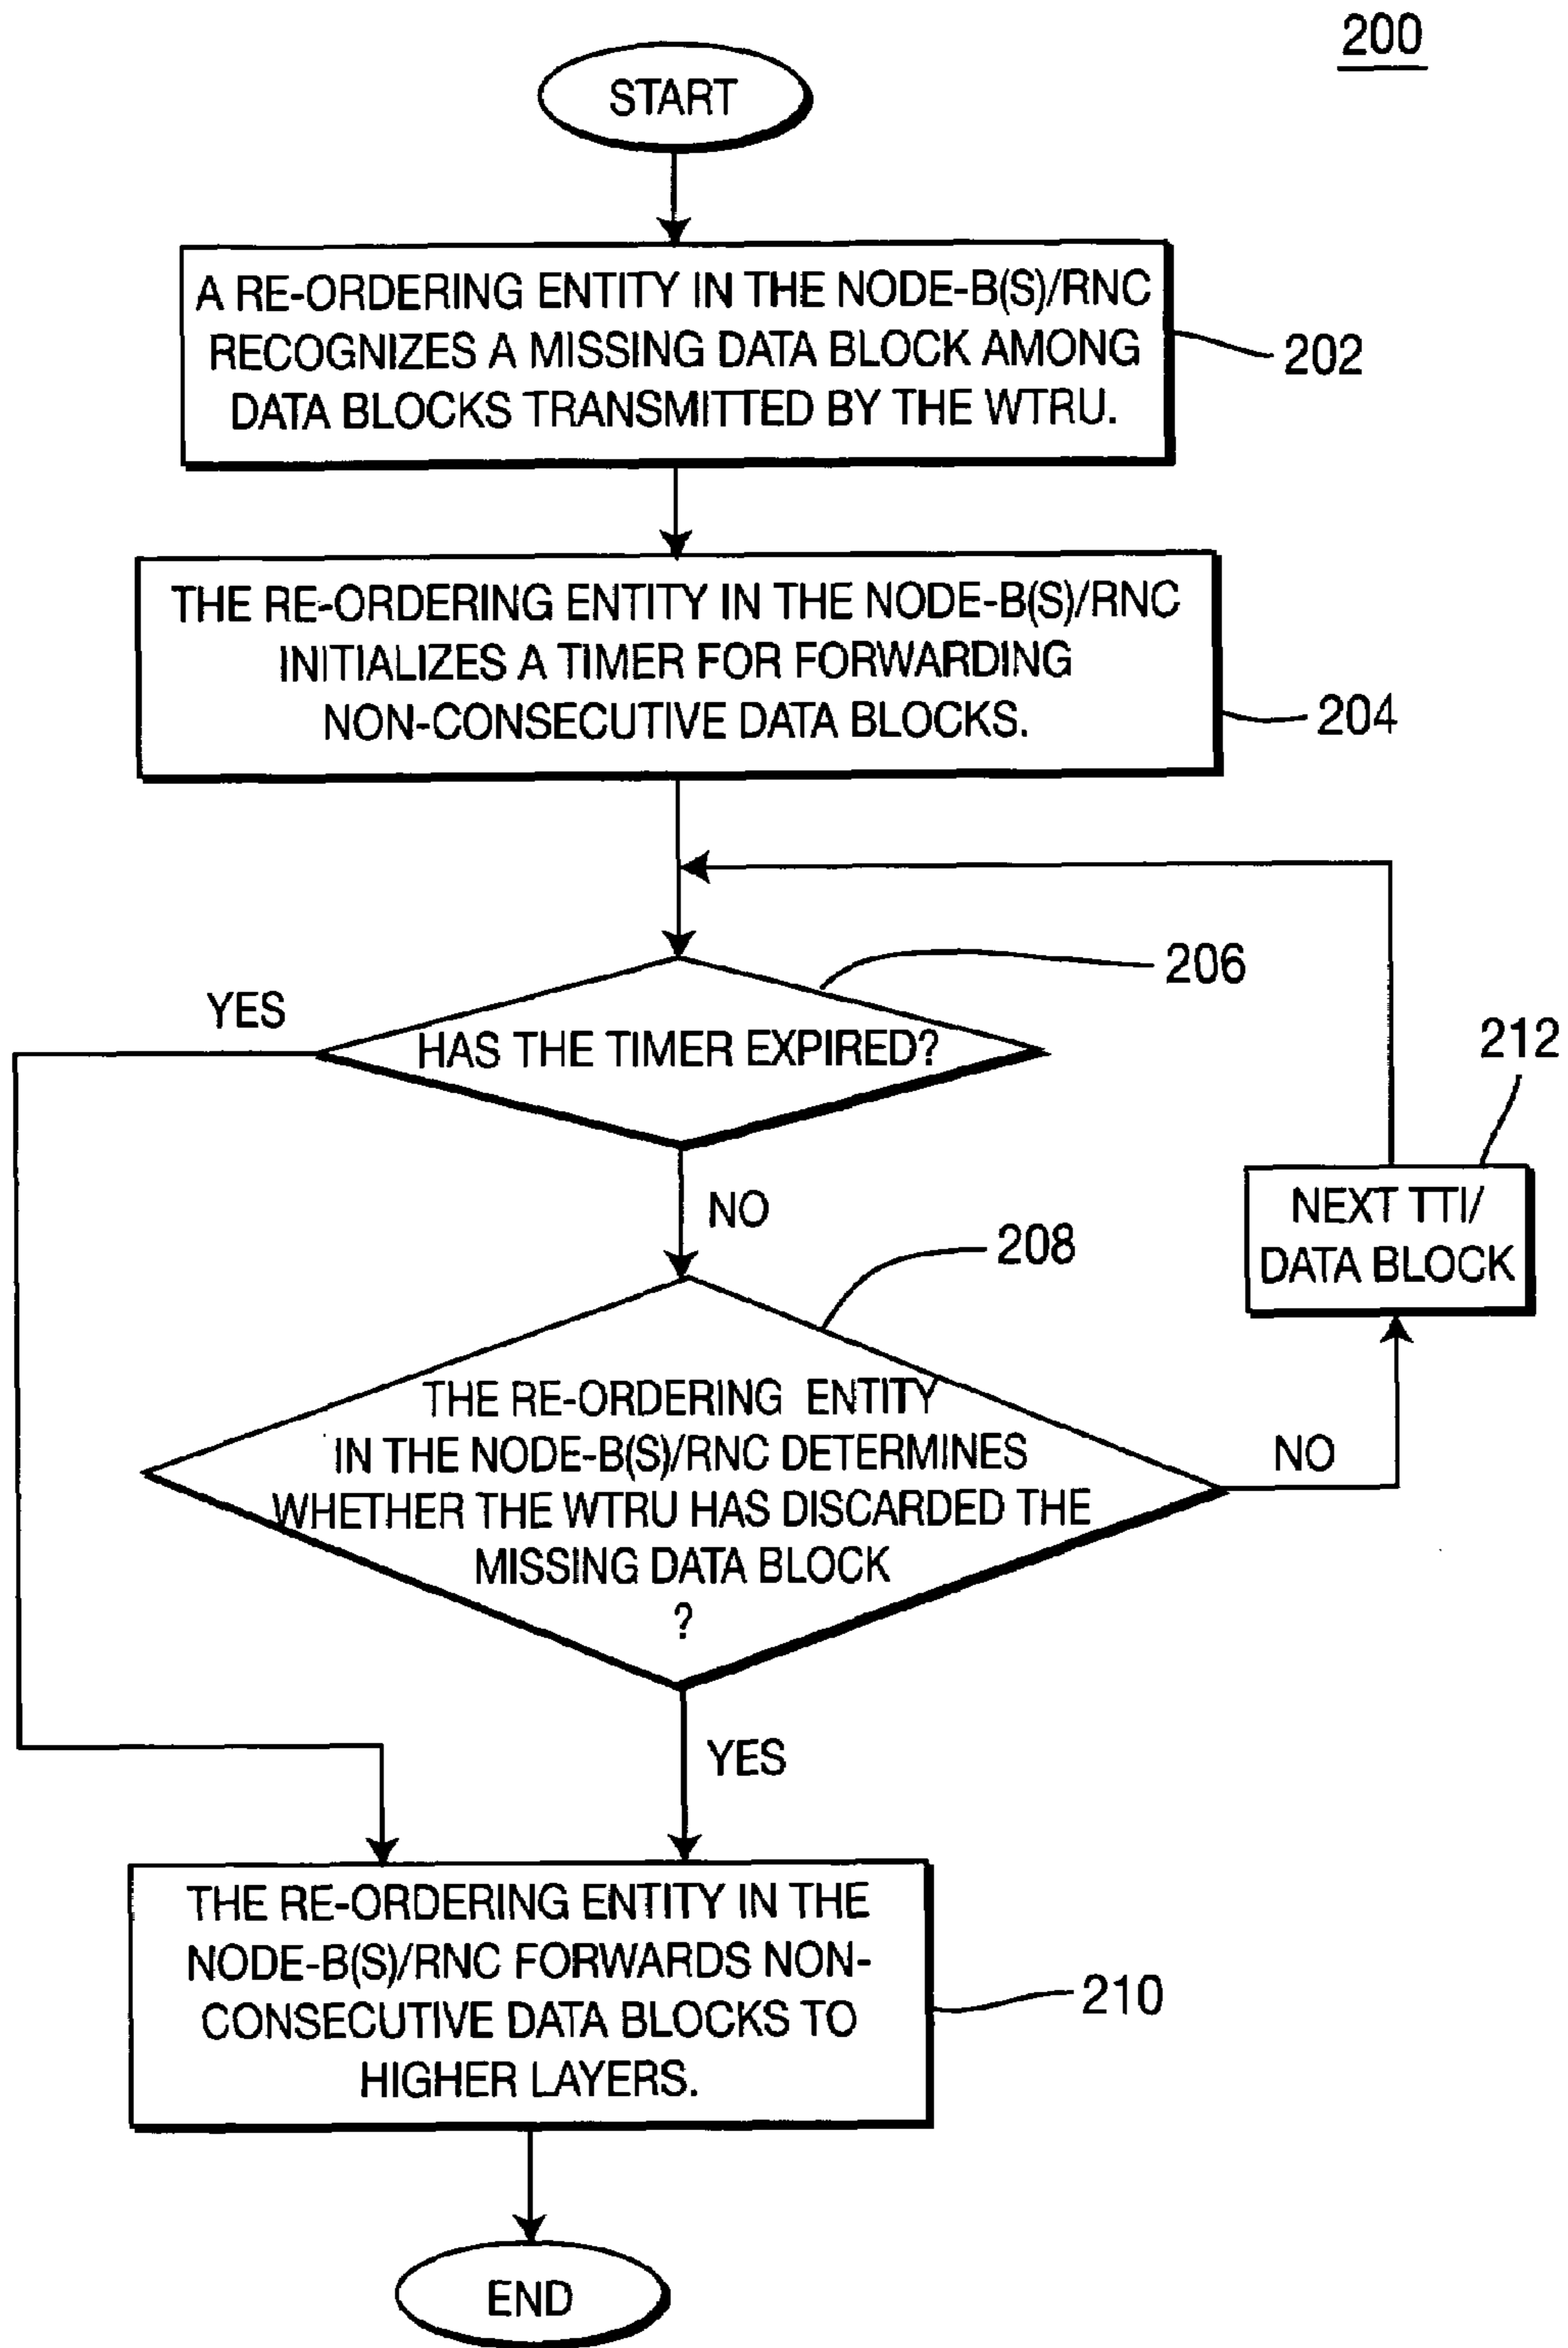 200
START
A RE-ORDERING ENTITY IN THE NODE-B(S)/RNC
RECOGNIZES A MISSING DATA BLOCK AMONG
DATA BLOCKS TRANSMITTED BY THE WTRU.
202
THE RE-ORDERING ENTITY IN THE NODE-B(S)/RNC
INITIALIZES A TIMER FOR FORWARDING
NON-CONSECUTIVE DATA BLOCKS.
204
206
YES
HAS THE TIMER EXPIRED?
212
NO
NEXT TTI/
DATA BLOCK
208
THE RE-ORDERING ENTITY
IN THE NODE-B(S)/RNC DETERMINES
WHETHER THE WTRU HAS DISCARDED THE
MISSING DATA BLOCK
?
NO
YES
THE RE-ORDERING ENTITY IN THE
NODE-B(S)/RNC FORWARDS NON-
CONSECUTIVE DATA BLOCKS TO
HIGHER LAYERS.
210
END